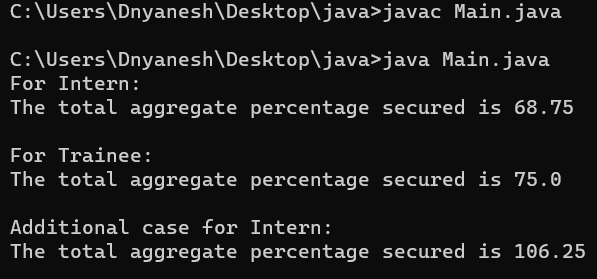 C:\Users\Dnyanesh\Desktop\java>javac Main.java
C:\Users\Dnyanesh\Desktop\java>java Main.java
For Intern:
The total aggregate percentage secured is 68.75
For Trainee:
The total aggregate percentage secured is 75.0
Additional case for Intern:
The total aggregate percentage secured is 106.25